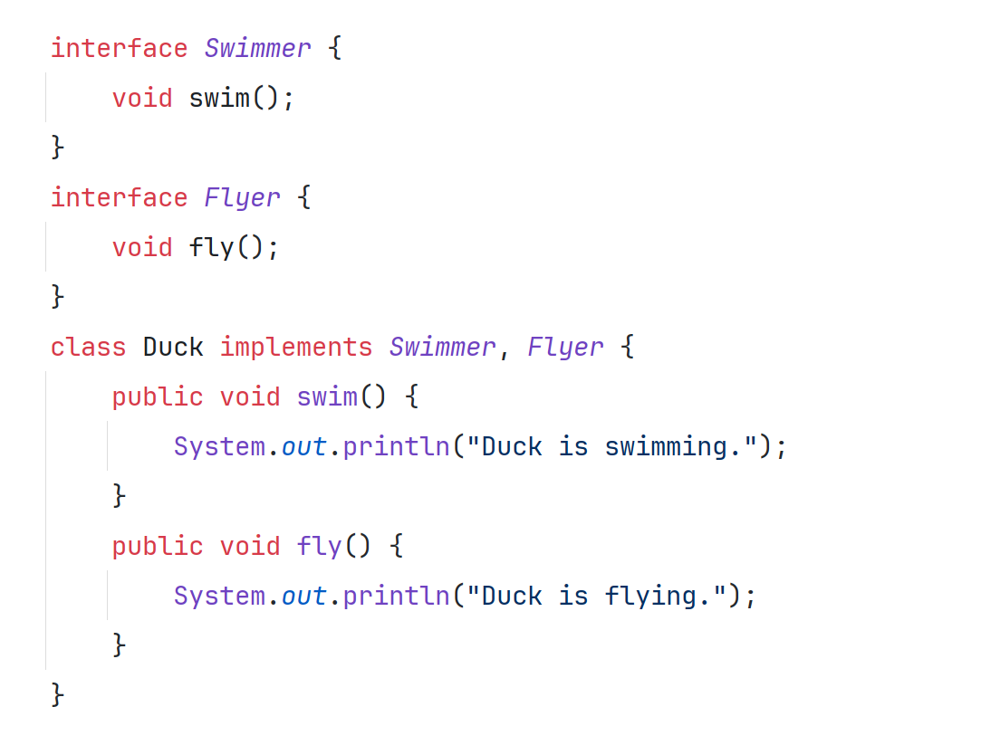 interface Swimmer {
    void swim();
}
interface Flyer {
    void fly();
}
class Duck implements Swimmer, Flyer {
    public void swim() {
        System.out.println("Duck is swimming.");
    }
    public void fly() {
        System.out.println("Duck is flying.");
    }
}